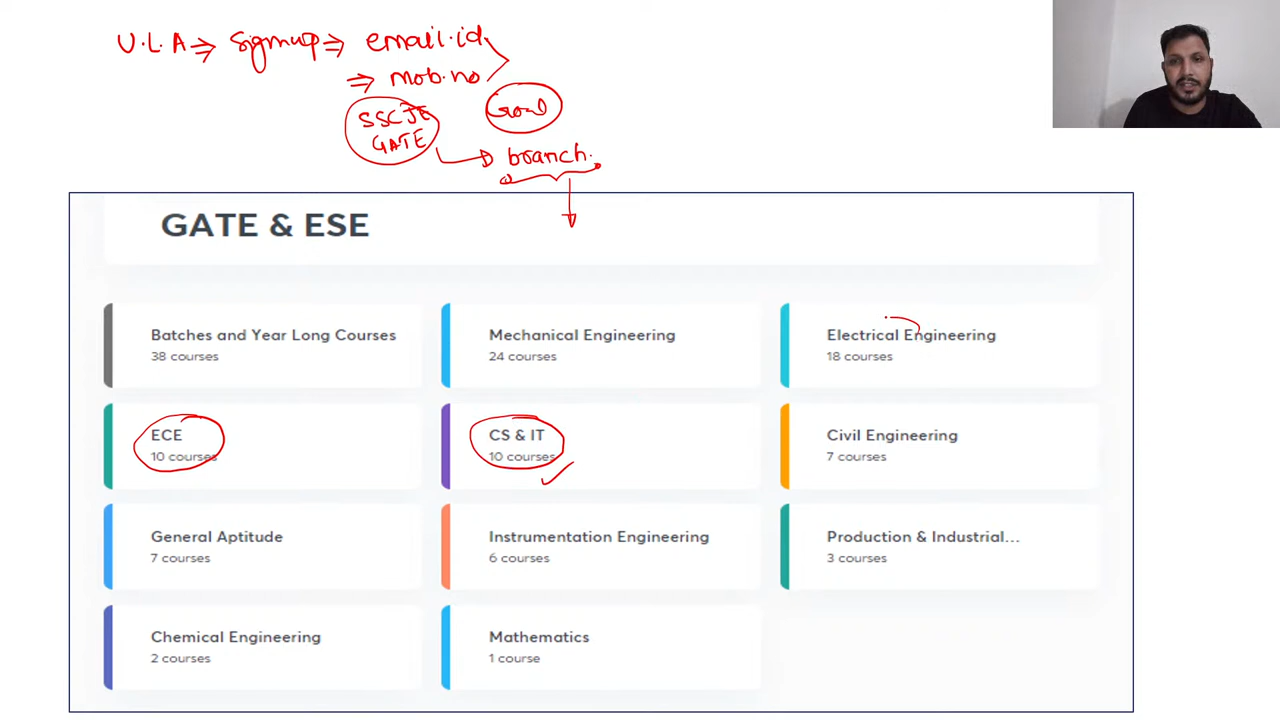 U.L.A ⇒ Signup ⇒ email.id
⇒ mob.no
SSCJE
GATE
Goal
branch.
GATE & ESE
Batches and Year Long Courses
38 courses
Mechanical Engineering
24 courses
Electrical Engineering
18 courses
ECE
10 courses
CS & IT
10 courses
Civil Engineering
7 courses
General Aptitude
7 courses
Instrumentation Engineering
6 courses
Production & Industrial...
3 courses
Chemical Engineering
2 courses
Mathematics
1 course